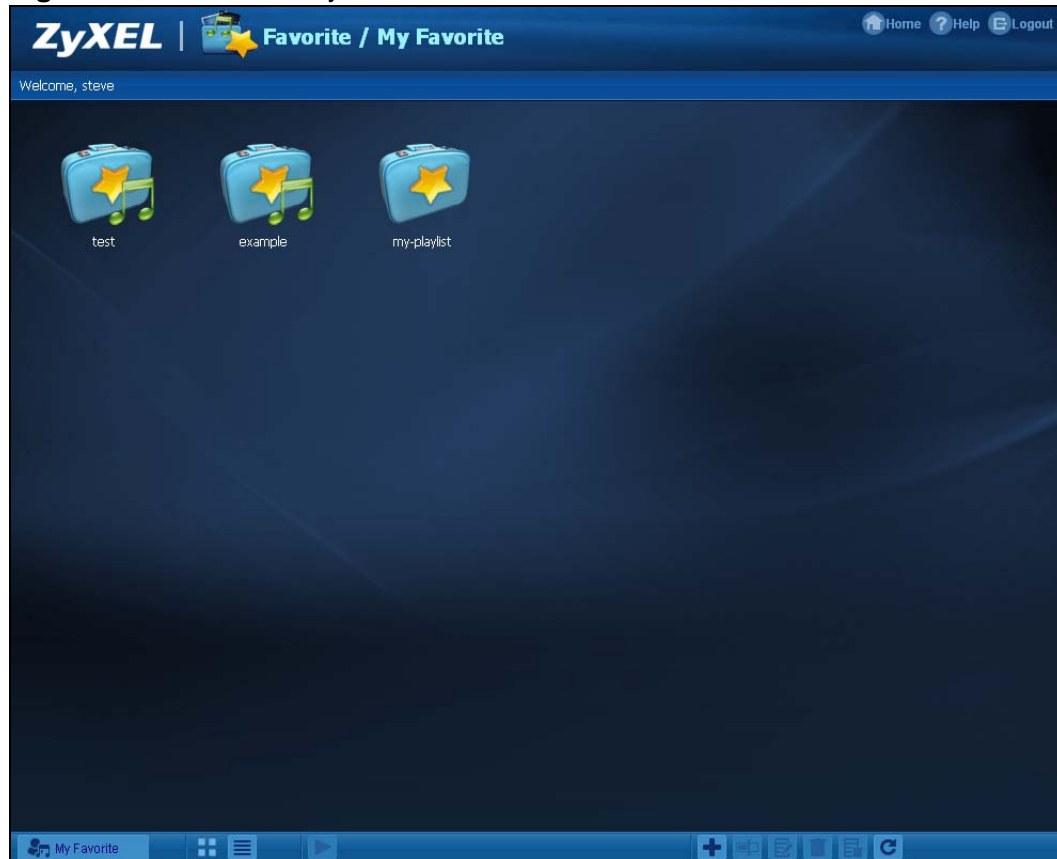 ZyXEL | Favorite / My Favorite
Home ? Help Logout
Welcome, steve
test example my-playlist
My Favorite